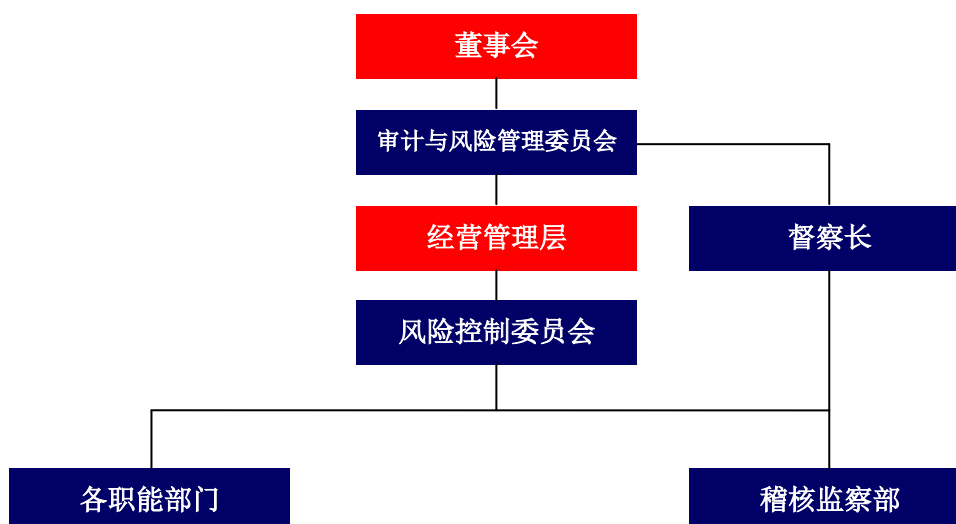 董事会
审计与风险管理委员会
经营管理层
督察长
风险控制委员会
各职能部门
稽核监察部